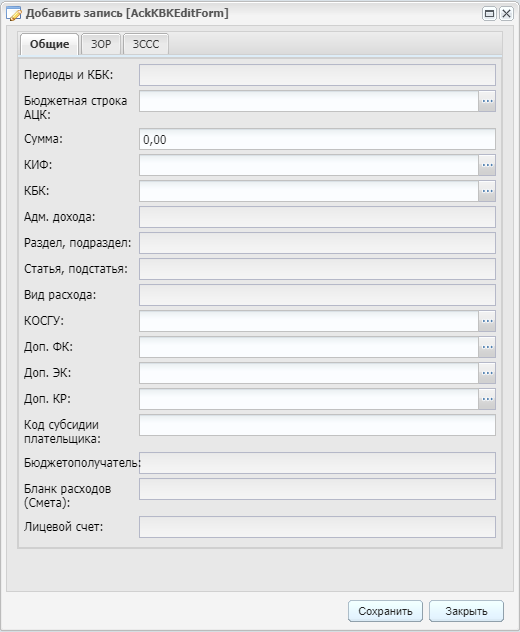 Добавить запись [AckKBKEditForm]
Общие ЗОР ЗССС
Периоды и КБК:
Бюджетная строка
АЦК:
...
Сумма: 0,00
КИФ: ...
КБК: ...
Адм. дохода:
Раздел, подраздел:
Статья, подстатья:
Вид расхода:
КОСГУ: ...
Доп. ФК: ...
Доп. ЭК: ...
Доп. КР: ...
Код субсидии
плательщика:
Бюджетополучатель:
Бланк расходов
(Смета):
Лицевой счет:
Сохранить Закрыть